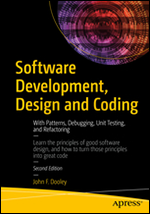 Software
Development,
Design and Coding
With Patterns, Debugging, Unit Testing,
and Refactoring
Learn the principles of good software
design, and how to turn those principles
into great code
Second Edition
John F. Dooley
Apress®